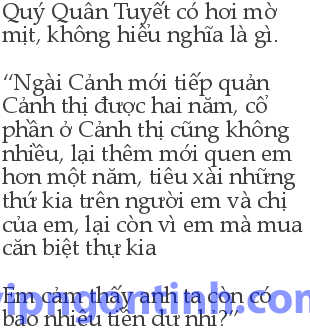 Quý Quân Tuyết có hơi mờ
mịt, không hiểu nghĩa là gì.
“Ngài Cảnh mới tiếp quản
Cảnh thị được hai năm, cổ
phần ở Cảnh thị cũng không
nhiều, lại thêm mới quen em
hơn một năm, tiêu xài những
thứ kia trên người em và chị
của em, lại còn vì em mà mua
căn biệt thự kia
Em cảm thấy anh ta còn có
bao nhiêu tiền dư nhỉ?”
vipngontinh.com